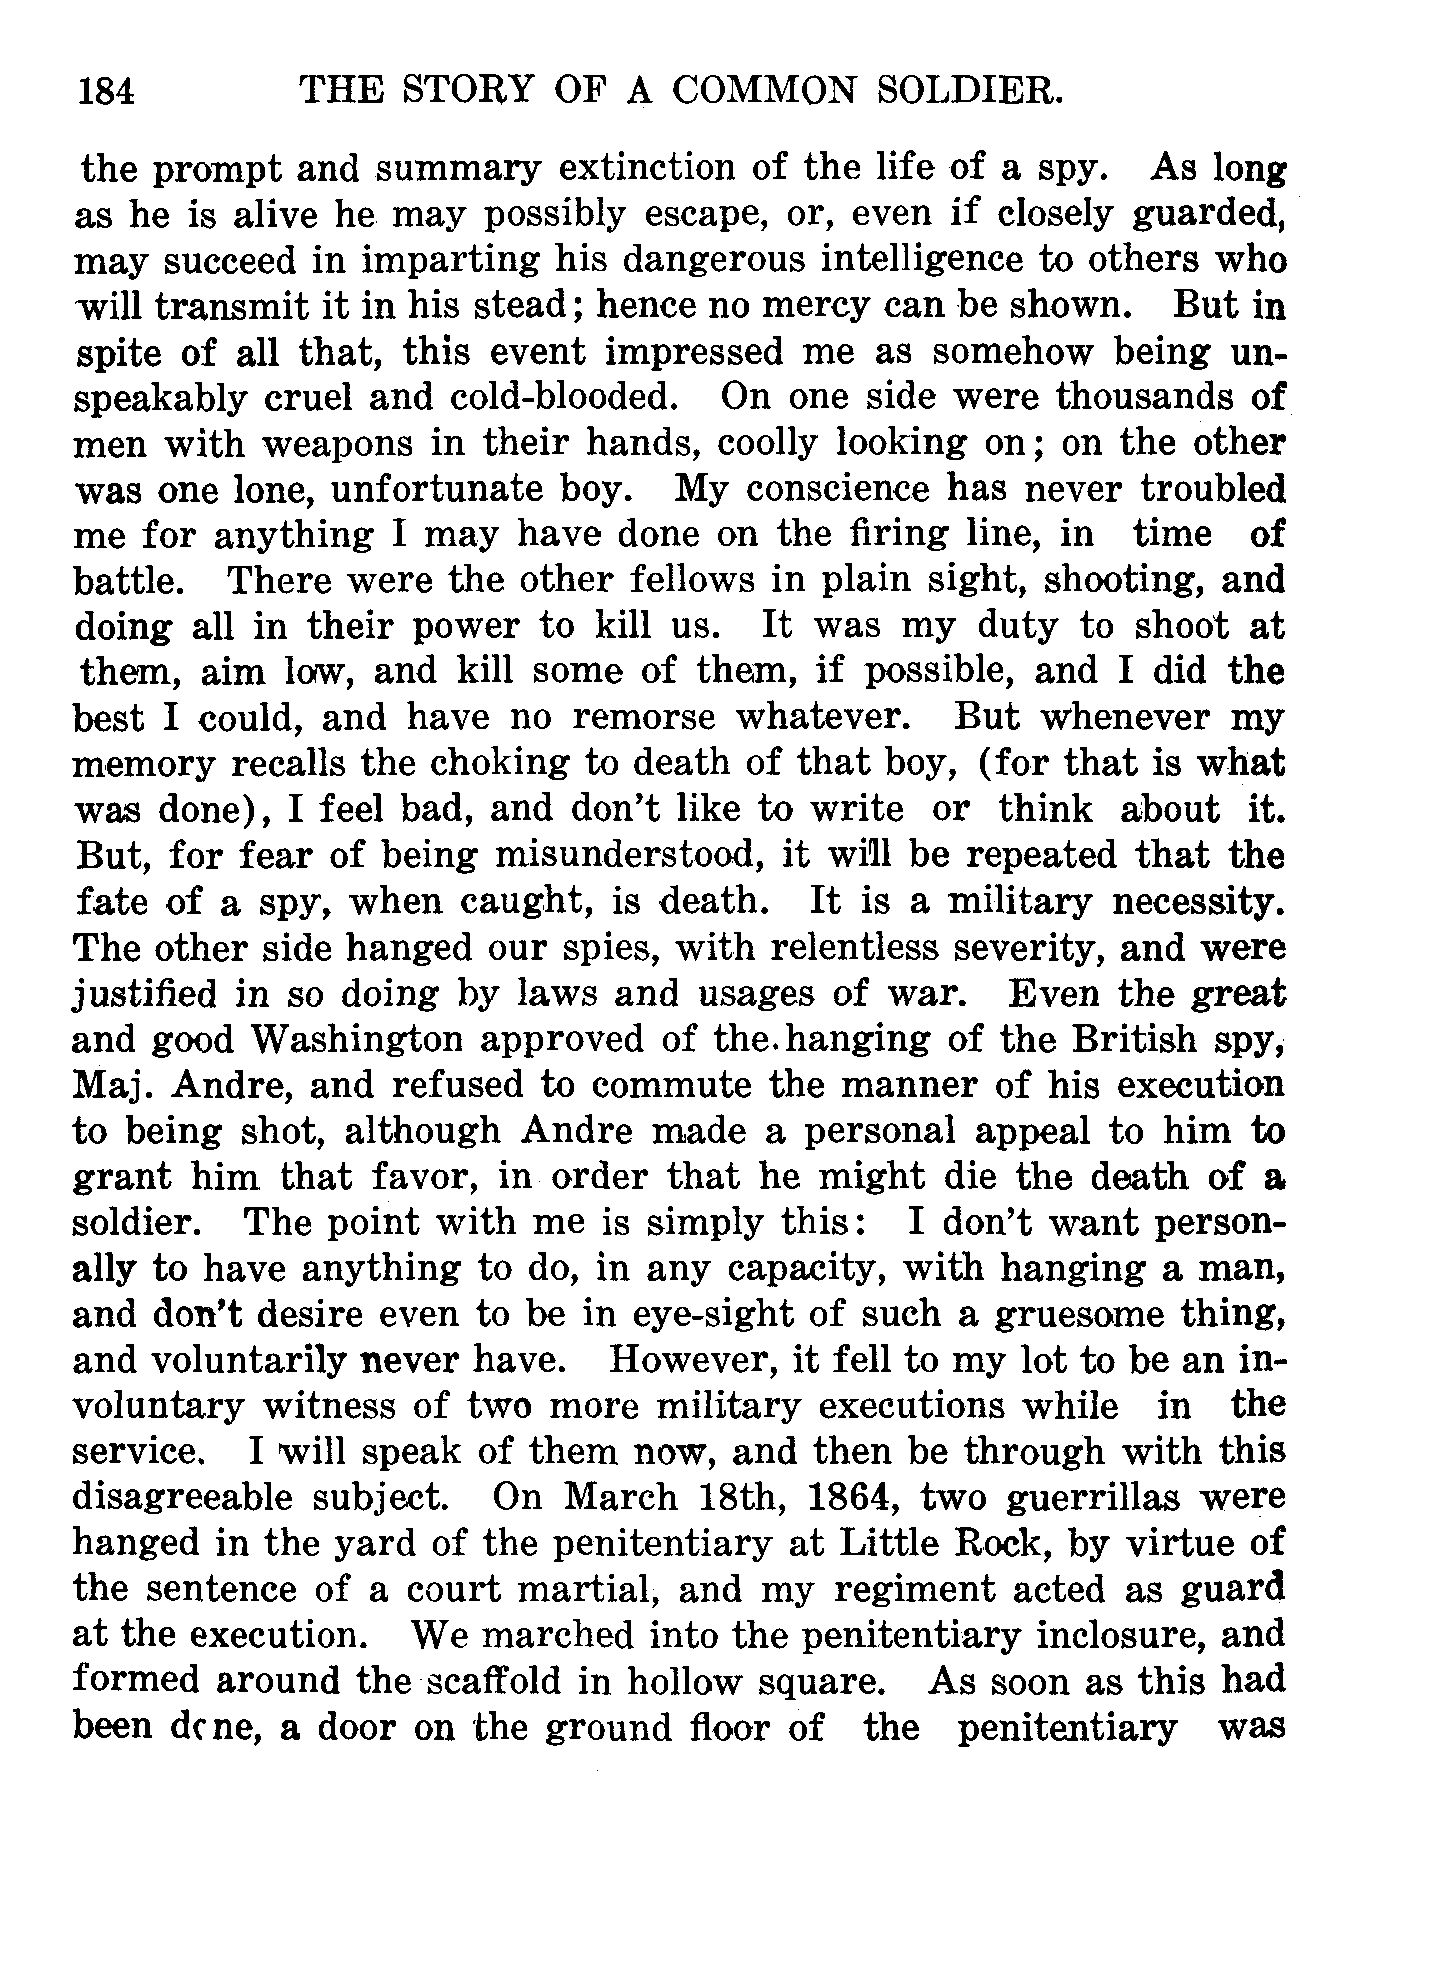 184 THE STORY OF A COMMON SOLDIER.
the prompt and summary extinction of the life of a spy. As long
as he is alive he may possibly escape, or, even if closely guarded,
may succeed in imparting his dangerous intelligence to others who
will transmit it in his stead; hence no mercy can be shown. But in
spite of all that, this event impressed me as somehow being un-
speakably cruel and cold-blooded. On one side were thousands of
men with weapons in their hands, coolly looking on; on the other
was one lone, unfortunate boy. My conscience has never troubled
me for anything I may have done on the firing line, in time of
battle. There were the other fellows in plain sight, shooting, and
doing all in their power to kill us. It was my duty to shoot at
them, aim low, and kill some of them, if possible, and I did the
best I could, and have no remorse whatever. But whenever my
memory recalls the choking to death of that boy, (for that is what
was done), I feel bad, and don't like to write or think about it.
But, for fear of being misunderstood, it will be repeated that the
fate of a spy, when caught, is death. It is a military necessity.
The other side hanged our spies, with relentless severity, and were
justified in so doing by laws and usages of war. Even the great
and good Washington approved of the hanging of the British spy,
Maj. Andre, and refused to commute the manner of his execution
to being shot, although Andre made a personal appeal to him to
grant him that favor, in order that he might die the death of a
soldier. The point with me is simply this: I don't want person-
ally to have anything to do, in any capacity, with hanging a man,
and don't desire even to be in eye-sight of such a gruesome thing,
and voluntarily never have. However, it fell to my lot to be an in-
voluntary witness of two more military executions while in the
service. I will speak of them now, and then be through with this
disagreeable subject. On March 18th, 1864, two guerrillas were
hanged in the yard of the penitentiary at Little Rock, by virtue of
the sentence of a court martial, and my regiment acted as guard
at the execution. We marched into the penitentiary inclosure, and
formed around the scaffold in hollow square. As soon as this had
been done, a door on the ground floor of the penitentiary was